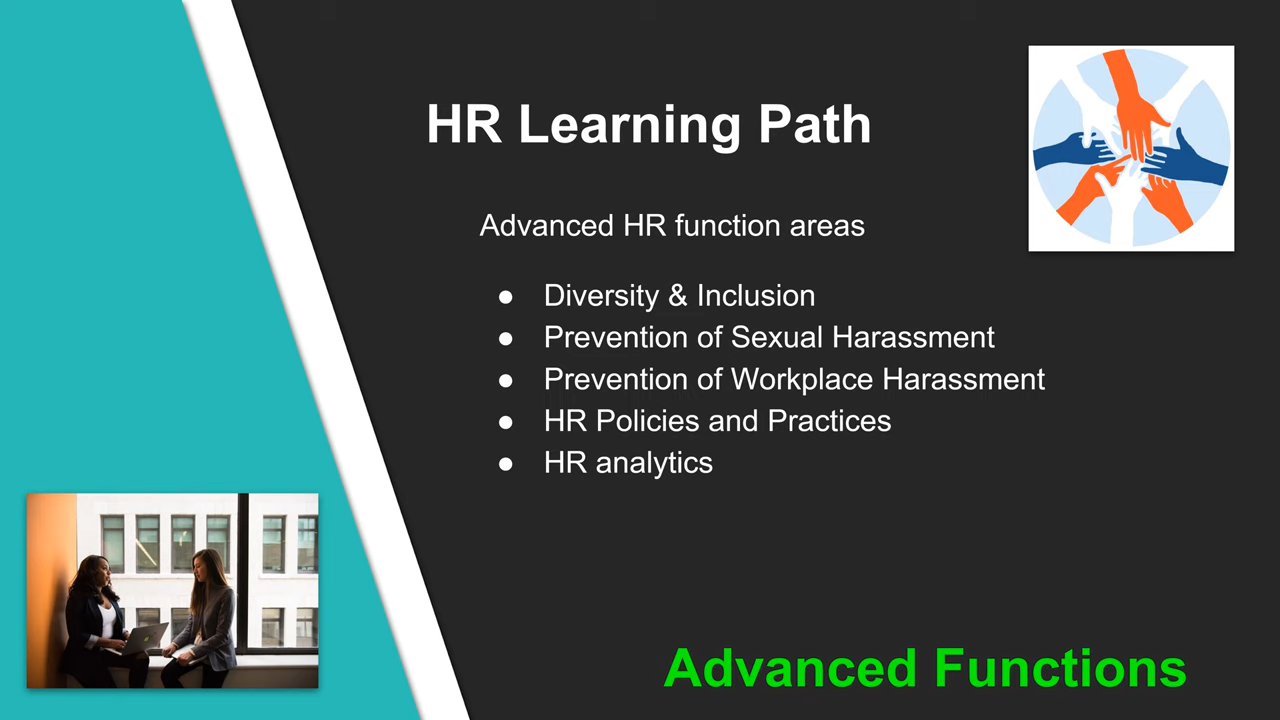 HR Learning Path
Advanced HR function areas
● Diversity & Inclusion
● Prevention of Sexual Harassment
● Prevention of Workplace Harassment
● HR Policies and Practices
● HR analytics
Advanced Functions